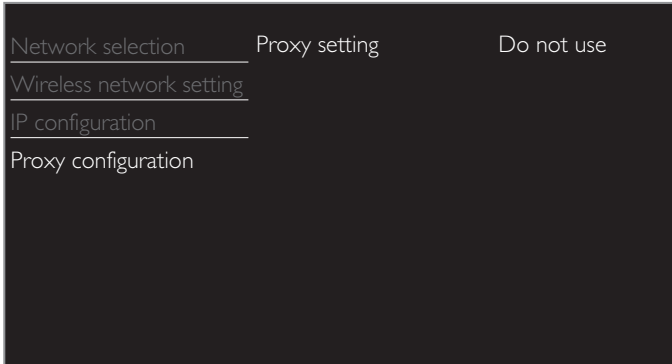 Network selection
Proxy setting
Do not use
Wireless network setting
IP configuration
Proxy configuration